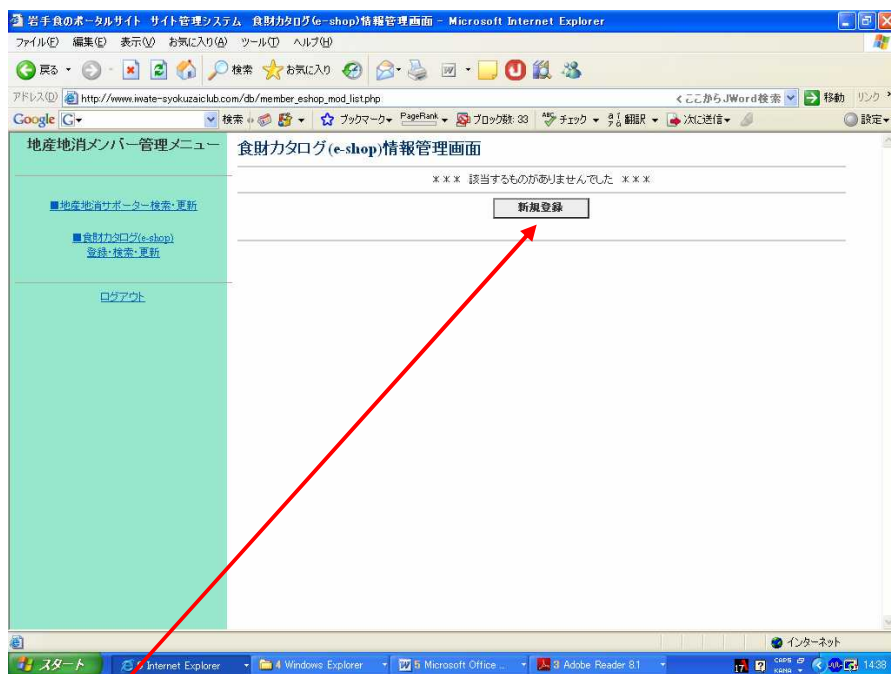 岩手食のポータルサイト サイト管理システム 食財カタログ(e-shop)情報管理画面 - Microsoft Internet Explorer
ファイル(F) 編集(E) 表示(V) お気に入り(A) ツール(T) ヘルプ(H)
戻る 検索 お気に入り
アドレス(D) http://www.iwate-syokuzaiclub.com/db/member_eshop_mod_list.php <ここからJWord検索 移動 リンク
Google G 検索 ブックマーク PageRank ブロック数: 33 チェック 翻訳 次に送信 設定
地産地消メンバー管理メニュー
■地産地消サポーター検索・更新
■食財カタログ(e-shop)
登録・検索・更新
ログアウト
食財カタログ(e-shop)情報管理画面
*** 該当するものがありませんでした ***
新規登録
インターネット
スタート Internet Explorer 4 Windows Explorer 5 Microsoft Office .. 3 Adobe Reader 8.1 17 CAPS KANA 14:38